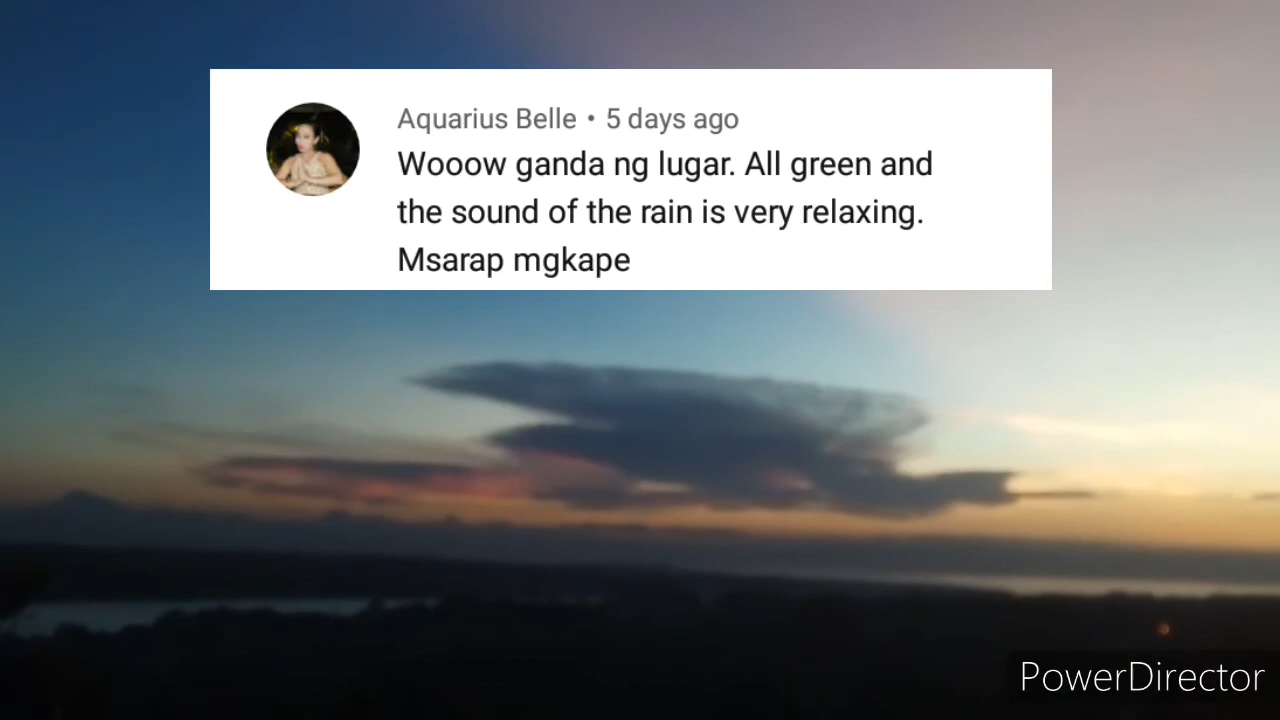 Aquarius Belle • 5 days ago
Wooow ganda ng lugar. All green and
the sound of the rain is very relaxing.
Msarap mgkape
PowerDirector